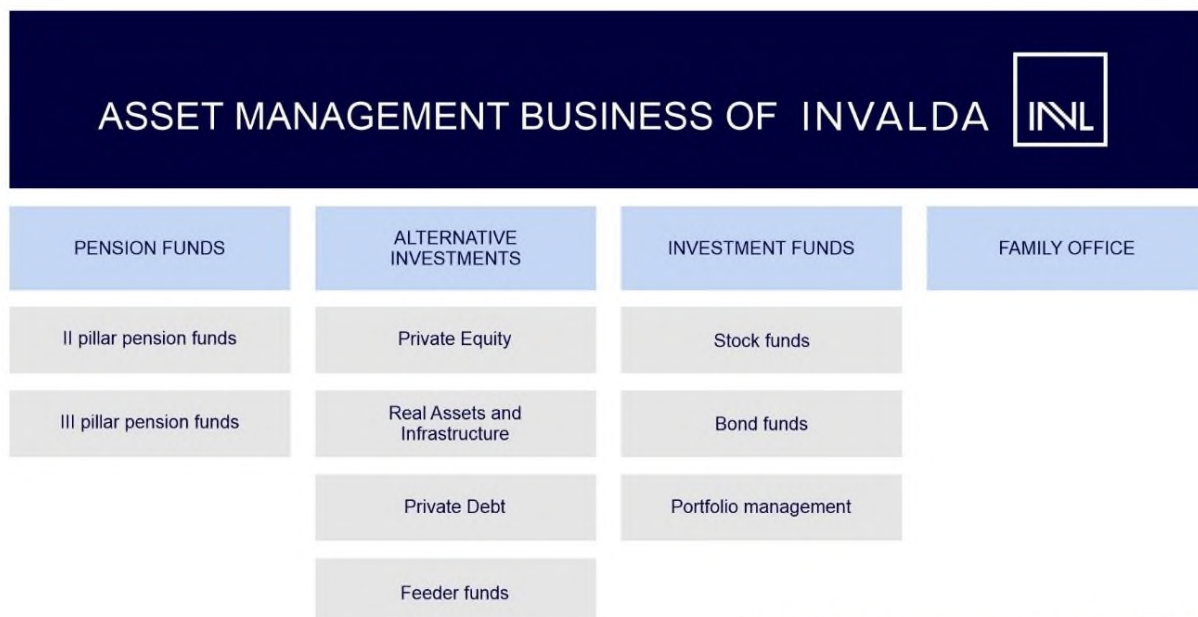 ASSET MANAGEMENT BUSINESS OF INVALDA INVL
PENSION FUNDS
II pillar pension funds
III pillar pension funds
ALTERNATIVE
INVESTMENTS
Private Equity
Real Assets and
Infrastructure
Private Debt
Feeder funds
INVESTMENT FUNDS
Stock funds
Bond funds
Portfolio management
FAMILY OFFICE